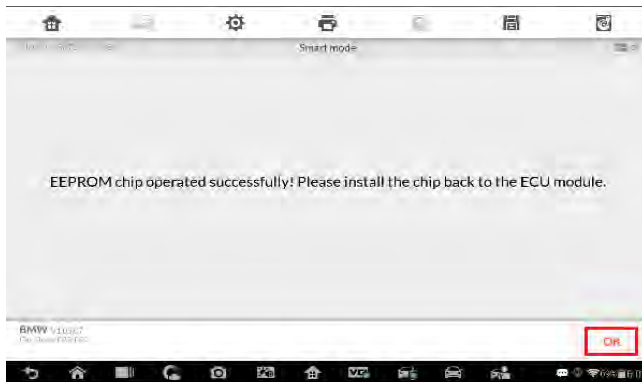 Smart mode
EEPROM chip operated successfully! Please install the chip back to the ECU module.
BMW
OK